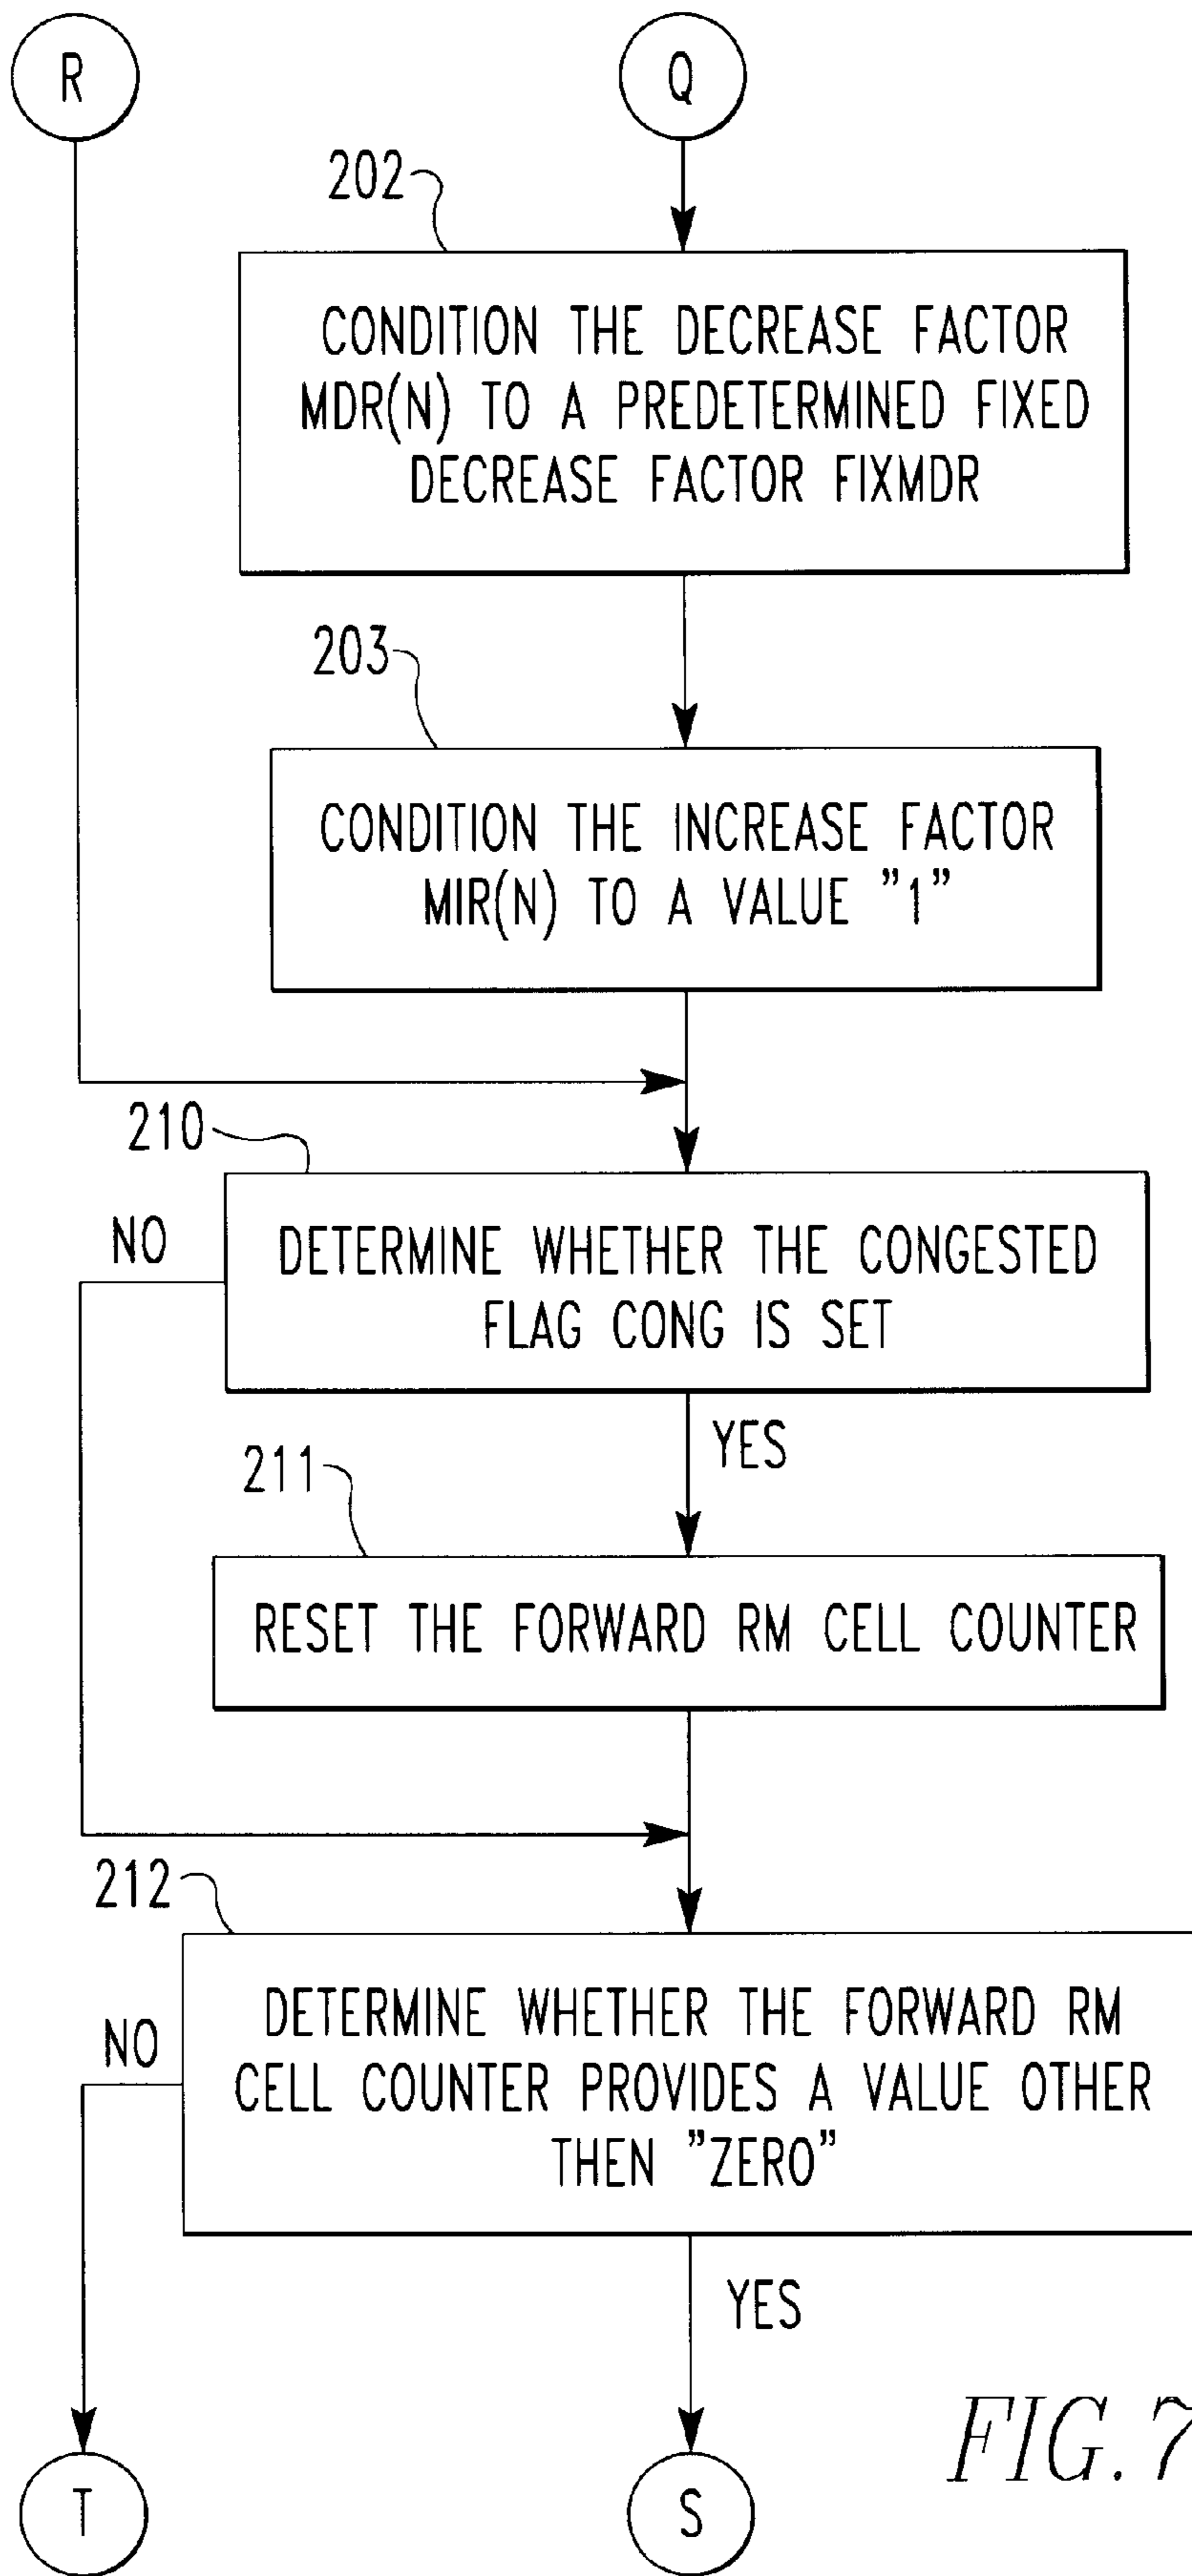 R
Q
202
CONDITION THE DECREASE FACTOR
MDR(N) TO A PREDETERMINED FIXED
DECREASE FACTOR FIXMDR
203
CONDITION THE INCREASE FACTOR
MIR(N) TO A VALUE "1"
210
NO
DETERMINE WHETHER THE CONGESTED
FLAG CONG IS SET
YES
211
RESET THE FORWARD RM CELL COUNTER
212
NO
DETERMINE WHETHER THE FORWARD RM
CELL COUNTER PROVIDES A VALUE OTHER
THEN "ZERO"
YES
T
S
FIG. 7